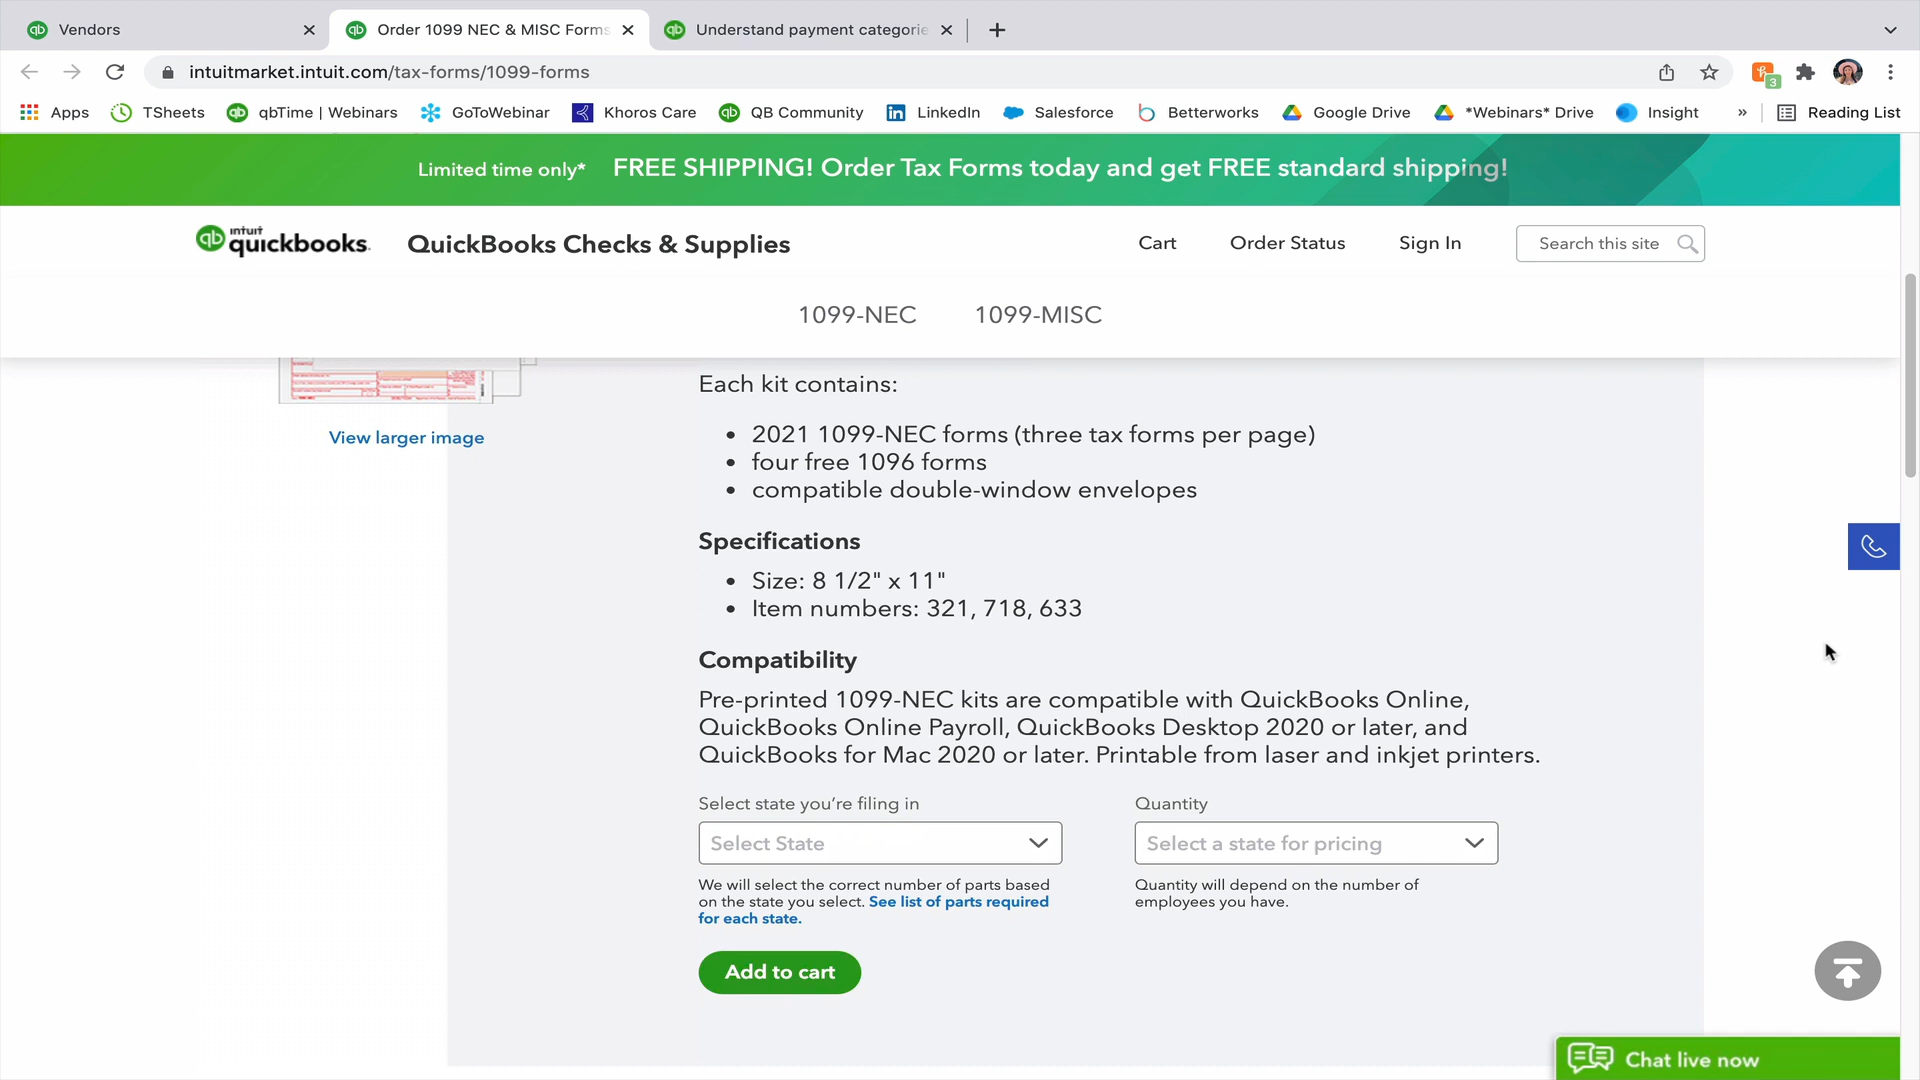 Vendors
Order 1099 NEC & MISC Forms
Understand payment categorie
intuitmarket.intuit.com/tax-forms/1099-forms
3
Apps
TSheets
qbTime | Webinars
GoToWebinar
Khoros Care
QB Community
LinkedIn
Salesforce
Betterworks
Google Drive
*Webinars* Drive
Insight
»
Reading List
Limited time only* FREE SHIPPING! Order Tax Forms today and get FREE standard shipping!
intuit
quickbooks.
QuickBooks Checks & Supplies
Cart
Order Status
Sign In
Search this site
1099-NEC
1099-MISC
View larger image
Each kit contains:
• 2021 1099-NEC forms (three tax forms per page)
• four free 1096 forms
• compatible double-window envelopes
Specifications
• Size: 8 1/2" x 11"
• Item numbers: 321, 718, 633
Compatibility
Pre-printed 1099-NEC kits are compatible with QuickBooks Online,
QuickBooks Online Payroll, QuickBooks Desktop 2020 or later, and
QuickBooks for Mac 2020 or later. Printable from laser and inkjet printers.
Select state you're filing in
Select State
We will select the correct number of parts based
on the state you select. See list of parts required
for each state.
Quantity
Select a state for pricing
Quantity will depend on the number of
employees you have.
Add to cart
Chat live now